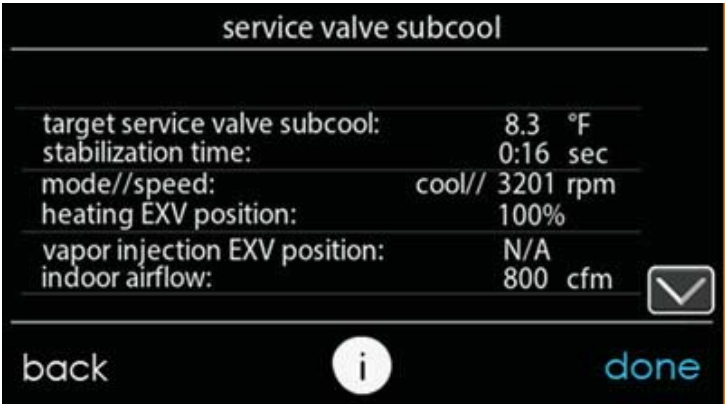 service valve subcool
target service valve subcool: 8.3 °F
stabilization time: 0:16 sec
mode//speed: cool// 3201 rpm
heating EXV position: 100%
vapor injection EXV position: N/A
indoor airflow: 800 cfm
back i done